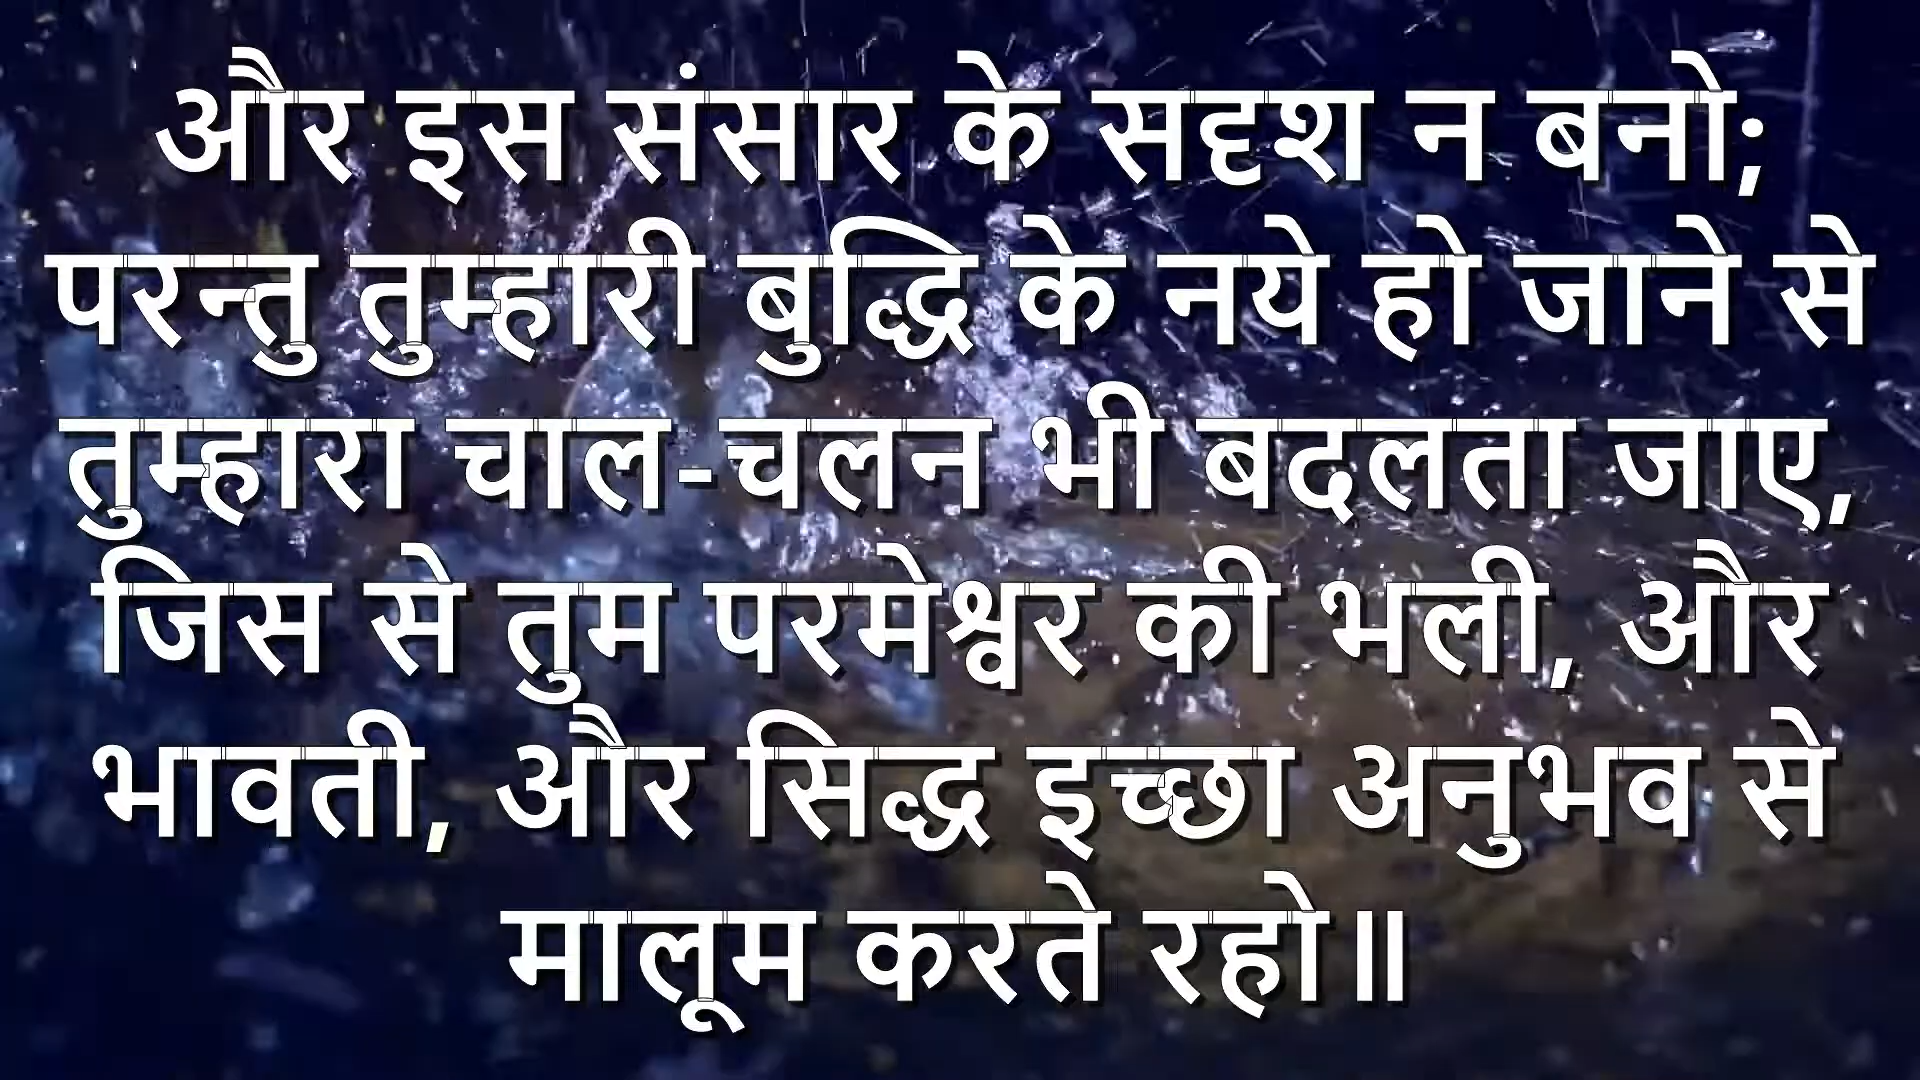 और इस संसार के सदृश न बनो;
परन्तु तुम्हारी बुद्धि के नये हो जाने से
तुम्हारा चाल-चलन भी बदलता जाए,
जिस से तुम परमेश्वर की भली, और
भावती, और सिद्ध इच्छा अनुभव से
मालूम करते रहो॥